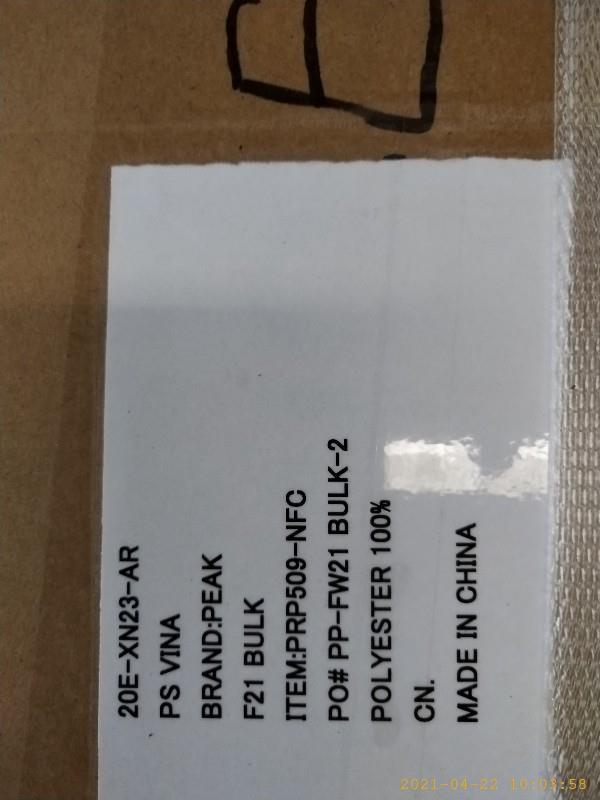 20E-XN23-AR
PS VINA
BRAND:PEAK
F21 BULK
ITEM:PRP509-NFC
PO# PP-FW21 BULK-2
POLYESTER 100%
CN.
MADE IN CHINA
2021-04-22 10:03:58